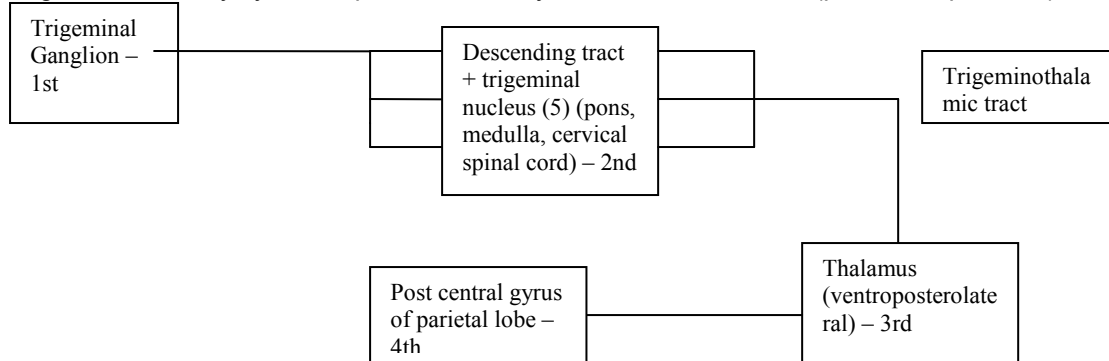 Trigeminal
Ganglion –
1st
Descending tract
+ trigeminal
nucleus (5) (pons,
medulla, cervical
spinal cord) – 2nd
Trigeminothala
mic tract
Thalamus
(ventroposterolate
ral) – 3rd
Post central gyrus
of parietal lobe –
4th